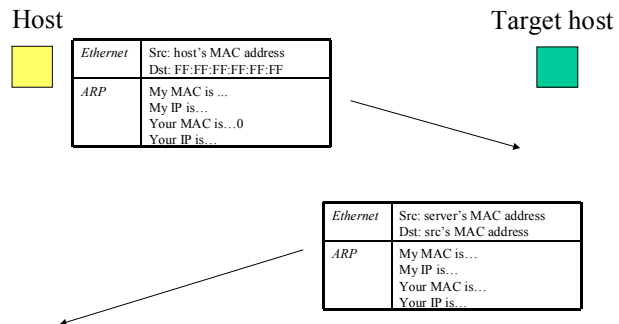 Host
Target host
Ethernet
Src: host's MAC address
Dst: FF:FF:FF:FF:FF:FF
ARP
My MAC is ...
My IP is…
Your MAC is…0
Your IP is…
Ethernet
Src: server's MAC address
Dst: src's MAC address
ARP
My MAC is…
My IP is…
Your MAC is…
Your IP is…